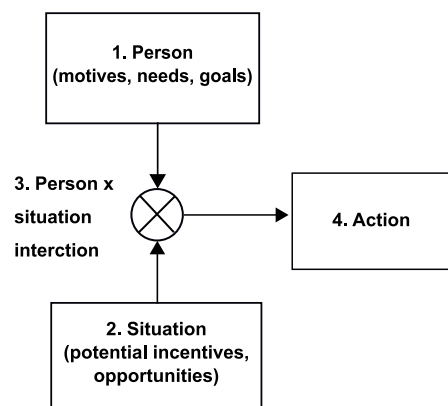 1. Person
(motives, needs, goals)
3. Person x
situation
interction
4. Action
2. Situation
(potential incentives,
opportunities)